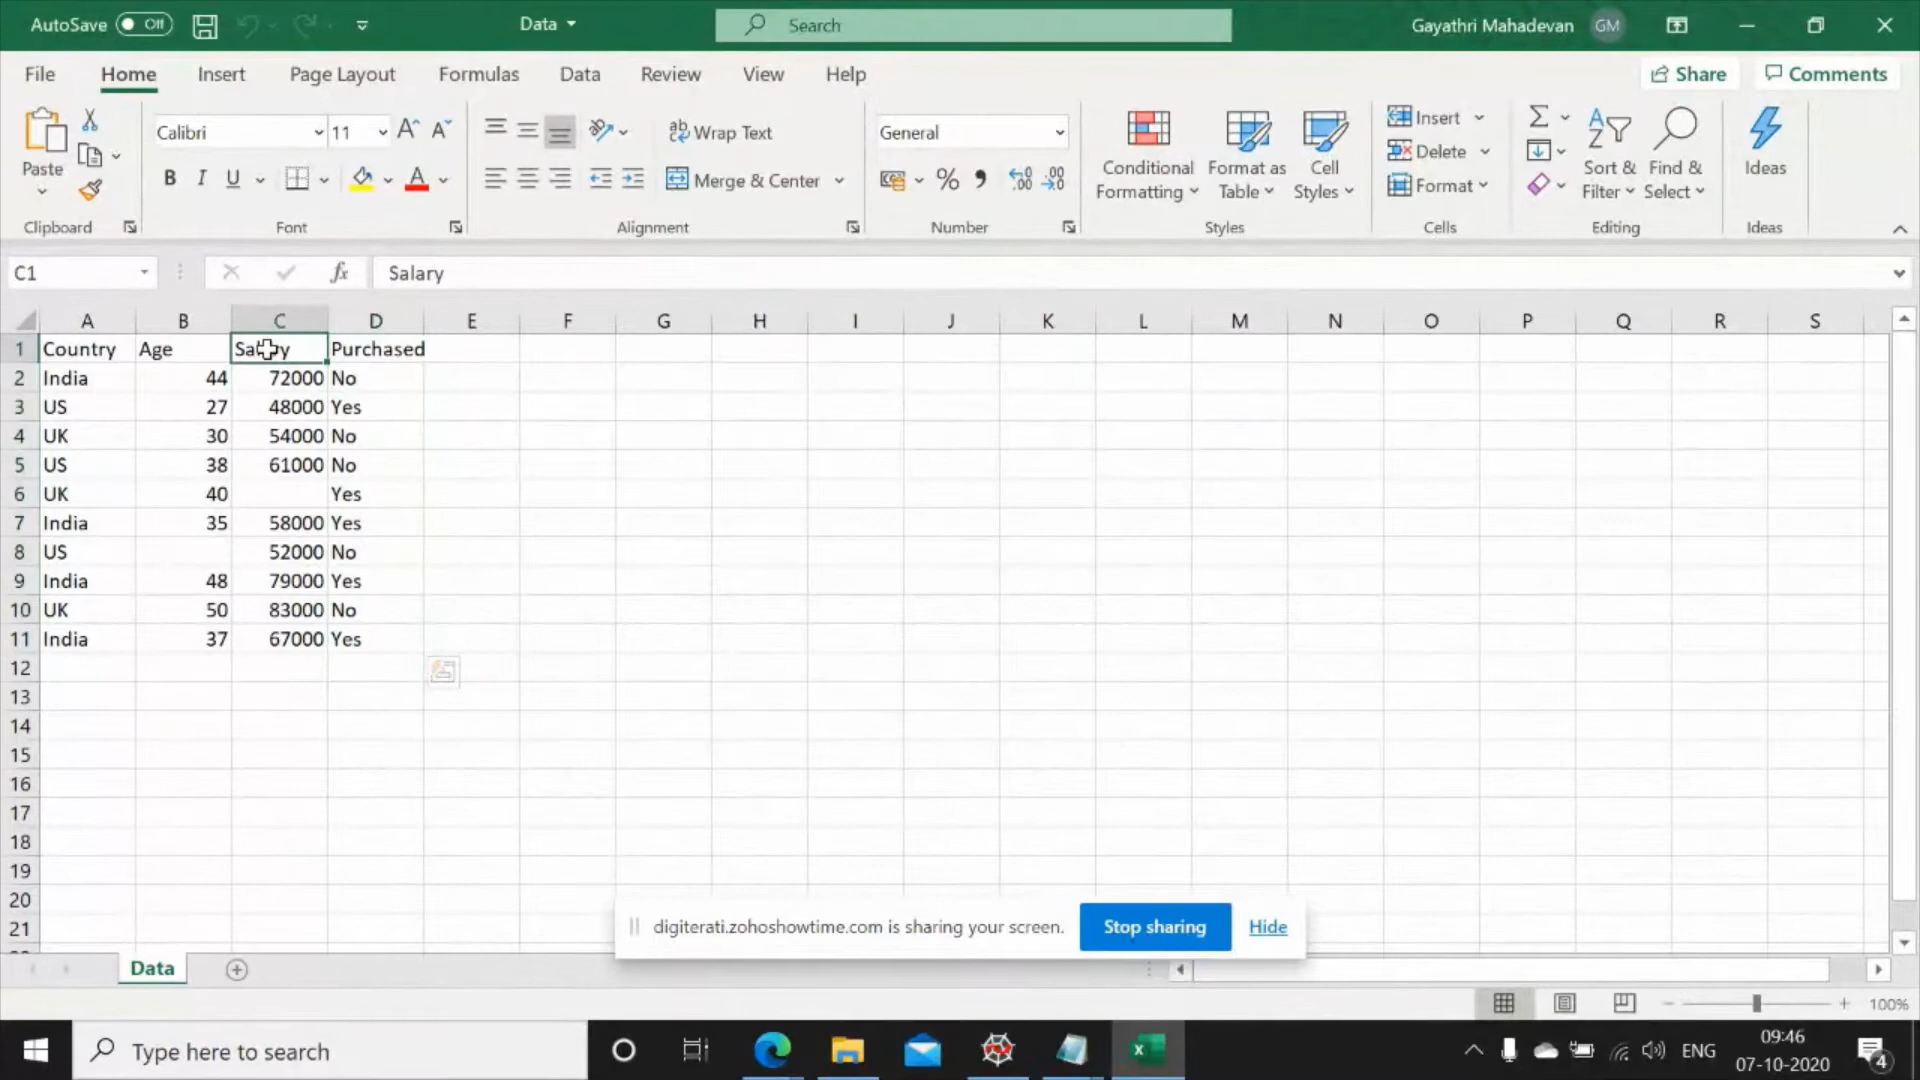 AutoSave Off Data Search Gayathri Mahadevan GM
File Home Insert Page Layout Formulas Data Review View Help Share Comments
Paste
Calibri 11
B I U
Wrap Text
Merge & Center
General
% 9
Conditional Formatting
Format as Table
Cell Styles
Insert
Delete
Format
Sort & Filter
Find & Select
Ideas
Clipboard Font Alignment Number Styles Cells Editing Ideas
C1 fx Salary
A B C D E F G H I J K L M N O P Q R S
1 Country Age Salary Purchased
2 India 44 72000 No
3 US 27 48000 Yes
4 UK 30 54000 No
5 US 38 61000 No
6 UK 40 Yes
7 India 35 58000 Yes
8 US 52000 No
9 India 48 79000 Yes
10 UK 50 83000 No
11 India 37 67000 Yes
12
13
14
15
16
17
18
19
20
21
digiterati.zohoshowtime.com is sharing your screen. Stop sharing Hide
Data
100%
Type here to search
ENG
09:46
07-10-2020
4